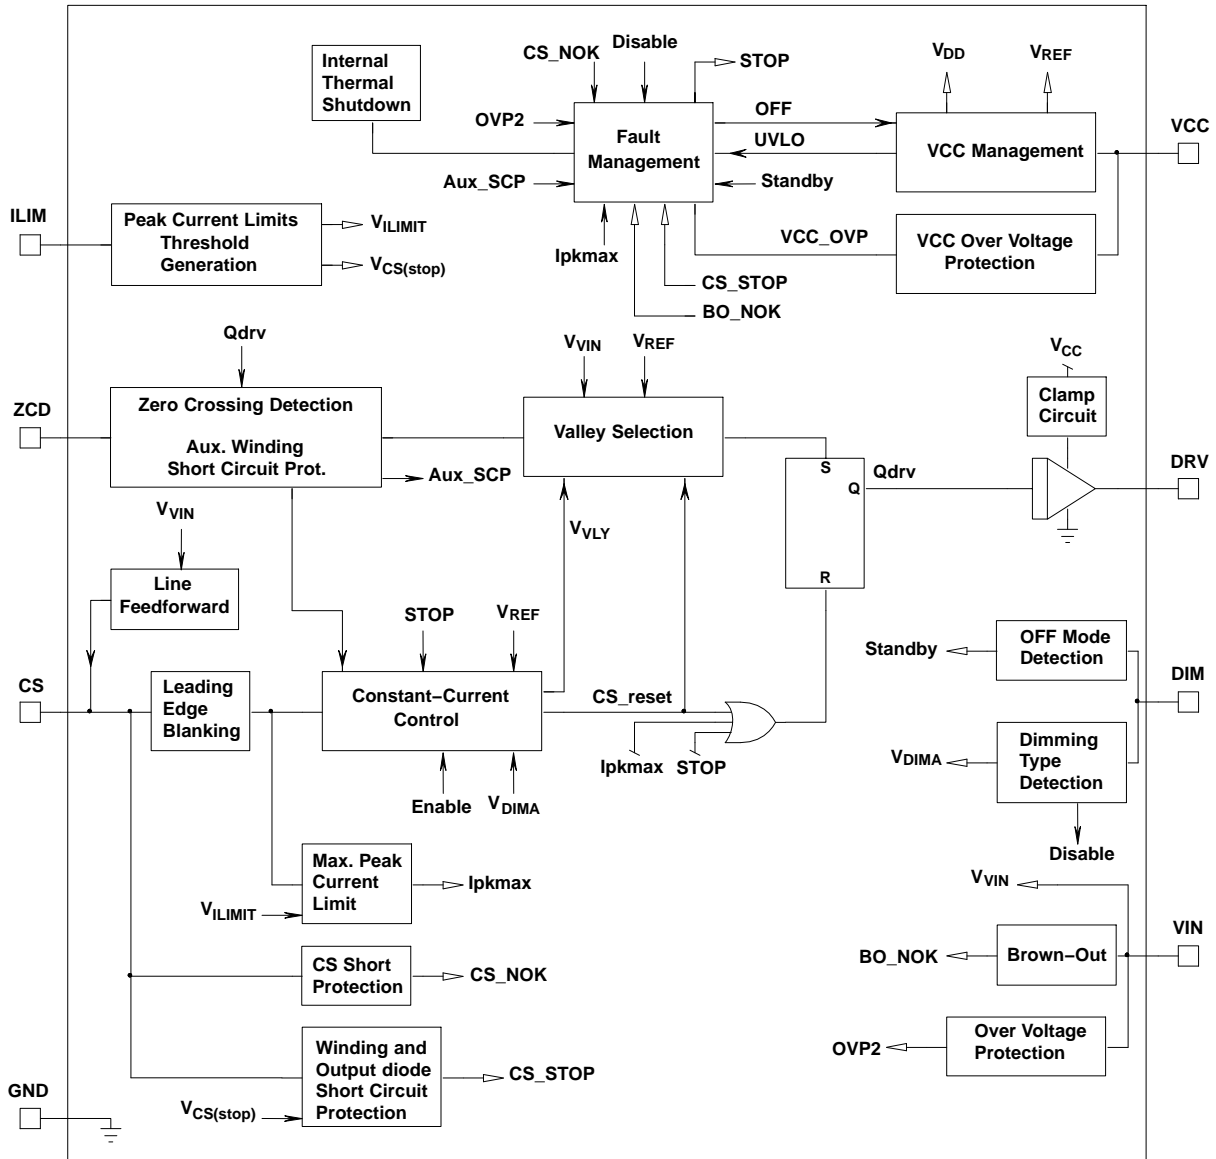 Internal
Thermal
Shutdown
CS_NOK
Disable
STOP
OVP2
Aux_SCP
Fault
Management
OFF
UVLO
Standby
Ipkmax
CS_STOP
BO_NOK
VCC_OVP
VDD
VREF
VCC Management
VCC
VCC Over Voltage
Protection
ILIM
Peak Current Limits
Threshold
Generation
VILIMIT
VCS(stop)
Qdrv
ZCD
Zero Crossing Detection
Aux. Winding
Short Circuit Prot.
Aux_SCP
VVIN
VREF
Valley Selection
VVLY
S
Q
R
Qdrv
VCC
Clamp
Circuit
DRV
VVIN
Line
Feedforward
CS
Leading
Edge
Blanking
STOP
VREF
Constant–Current
Control
CS_reset
Enable
VDIMA
Ipkmax
STOP
Standby
OFF Mode
Detection
DIM
VDIMA
Dimming
Type
Detection
Disable
Max. Peak
Current
Limit
VILIMIT
Ipkmax
CS Short
Protection
CS_NOK
Winding and
Output diode
Short Circuit
Protection
VCS(stop)
CS_STOP
VVIN
BO_NOK
Brown–Out
VIN
OVP2
Over Voltage
Protection
GND